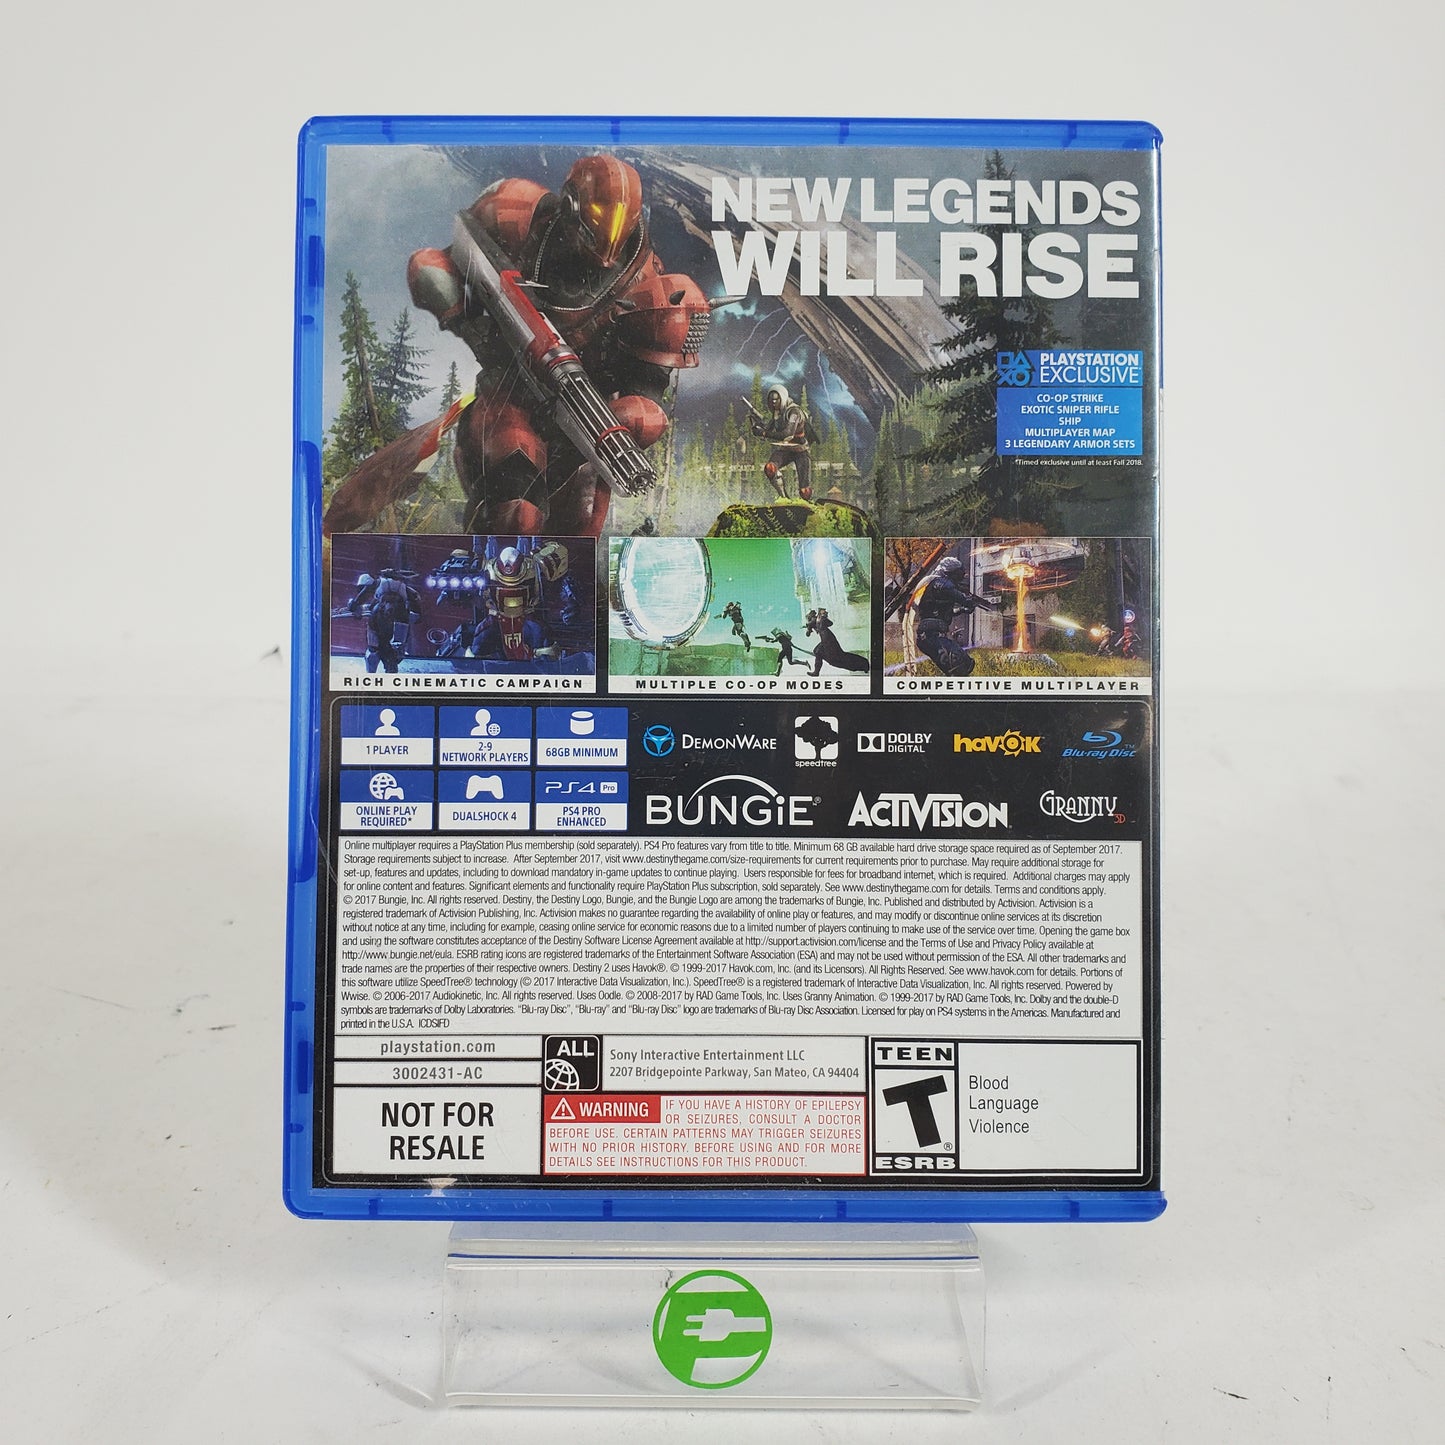 NEW LEGENDS
WILL RISE
PLAYSTATION
EXCLUSIVE
CO-OP STRIKE
EXOTIC SNIPER RIFLE
SHIP
MULTIPLAYER MAP
3 LEGENDARY ARMOR SETS
*Timed exclusive until at least Fall 2018.
RICH CINEMATIC CAMPAIGN
MULTIPLE CO-OP MODES
COMPETITIVE MULTIPLAYER
1 PLAYER
2-9
NETWORK PLAYERS
68GB MINIMUM
ONLINE PLAY
REQUIRED*
DUALSHOCK 4
PS4 Pro
PS4 PRO
ENHANCED
DEMONWARE
speedtree
DOLBY
DIGITAL
havok
Blu-ray Disc™
BUNGiE®
ACTIVISION
GRANNY
3D
Online multiplayer requires a PlayStation Plus membership (sold separately). PS4 Pro features vary from title to title. Minimum 68 GB available hard drive storage space required as of September 2017.
Storage requirements subject to increase. After September 2017, visit www.destinythegame.com/size-requirements for current requirements prior to purchase. May require additional storage for
set-up, features and updates, including to download mandatory in-game updates to continue playing. Users responsible for fees for broadband internet, which is required. Additional charges may apply
for online content and features. Significant elements and functionality require PlayStation Plus subscription, sold separately. See www.destinythegame.com for details. Terms and conditions apply.
© 2017 Bungie, Inc. All rights reserved. Destiny, the Destiny Logo, Bungie, and the Bungie Logo are among the trademarks of Bungie, Inc. Published and distributed by Activision. Activision is a
registered trademark of Activision Publishing, Inc. Activision makes no guarantee regarding the availability of online play or features, and may modify or discontinue online services at its discretion
without notice at any time, including for example, ceasing online service for economic reasons due to a limited number of players continuing to make use of the service over time. Opening the game box
and using the software constitutes acceptance of the Destiny Software License Agreement available at http://support.activision.com/license and the Terms of Use and Privacy Policy available at
http://www.bungie.net/eula. ESRB rating icons are registered trademarks of the Entertainment Software Association (ESA) and may not be used without permission of the ESA. All other trademarks and
trade names are the properties of their respective owners. Destiny 2 uses Havok®. © 1999-2017 Havok.com, Inc. (and its Licensors). All Rights Reserved. See www.havok.com for details. Portions of
this software utilize SpeedTree® technology (© 2017 Interactive Data Visualization, Inc.). SpeedTree® is a registered trademark of Interactive Data Visualization, Inc. All rights reserved. Powered by
Wwise. © 2006-2017 Audiokinetic, Inc. All rights reserved. Uses Oodle. © 2008-2017 by RAD Game Tools, Inc. Uses Granny Animation. © 1999-2017 by RAD Game Tools, Inc. Dolby and the double-D
symbols are trademarks of Dolby Laboratories. "Blu-ray Disc", "Blu-ray" and "Blu-ray Disc" logo are trademarks of Blu-ray Disc Association. Licensed for play on PS4 systems in the Americas. Manufactured and
printed in the U.S.A. ICDSIFD
playstation.com
3002431-AC
NOT FOR
RESALE
ALL
Sony Interactive Entertainment LLC
2207 Bridgepointe Parkway, San Mateo, CA 94404
WARNING IF YOU HAVE A HISTORY OF EPILEPSY
OR SEIZURES, CONSULT A DOCTOR
BEFORE USE. CERTAIN PATTERNS MAY TRIGGER SEIZURES
WITH NO PRIOR HISTORY. BEFORE USING AND FOR MORE
DETAILS SEE INSTRUCTIONS FOR THIS PRODUCT.
TEEN
T®
ESRB
Blood
Language
Violence